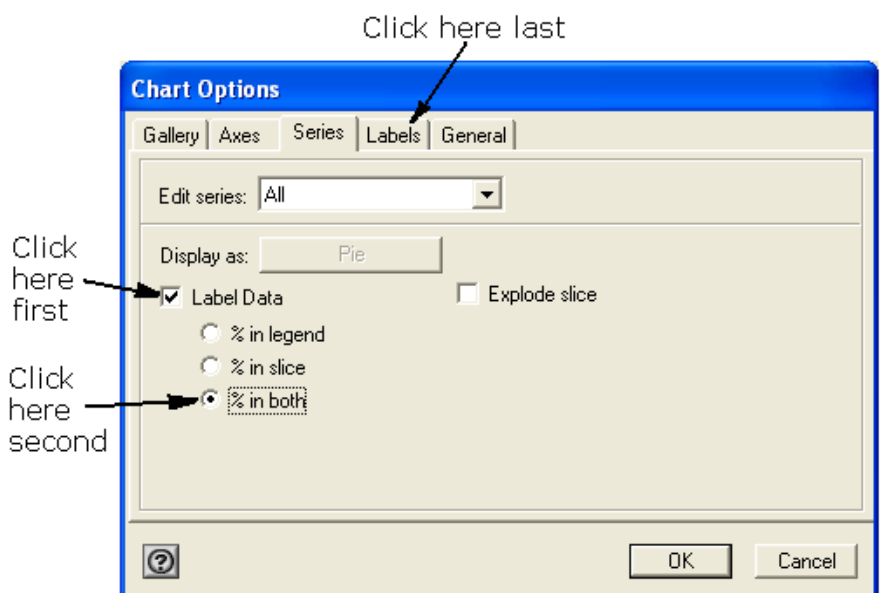 Click here last
Chart Options
Gallery Axes Series Labels General
Edit series: All
Click
here
first
Display as: Pie
Label Data Explode slice
% in legend
% in slice
Click
here
second
% in both
?
OK Cancel